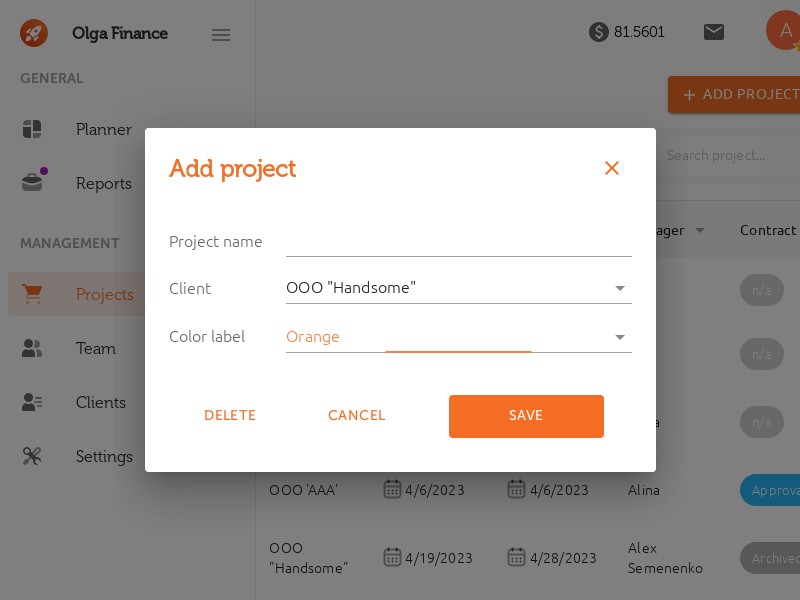 Olga Finance
81.5601
A
GENERAL
ADD PROJECT
Planner
Search project...
Reports
MANAGEMENT
ager
Contract
Projects
n/a
Team
n/a
Clients
a
n/a
Settings
Add project
Project name
Client
OOO "Handsome"
Color label
Orange
DELETE
CANCEL
SAVE
OOO 'AAA'
4/6/2023
4/6/2023
Alina
Approva
OOO
"Handsome"
4/19/2023
4/28/2023
Alex
Semenenko
Archived